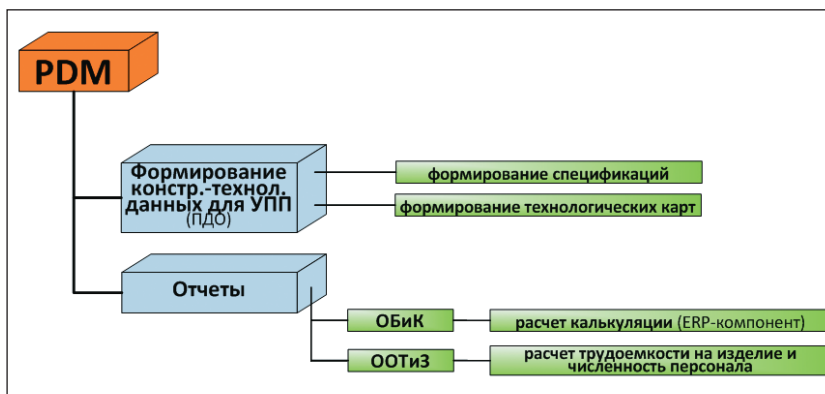 PDM
Формирование
констр.-технол.
данных для УПП
(ПДО)
формирование спецификаций
формирование технологических карт
Отчеты
ОБиК
расчет калькуляции (ERP-компонент)
ООТиЗ
расчет трудоемкости на изделие и
численность персонала